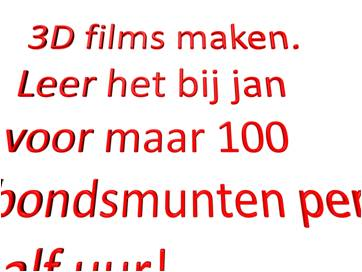 3D films maken.
Leer het bij jan
voor maar 100
bondsmunten per
alf uur!